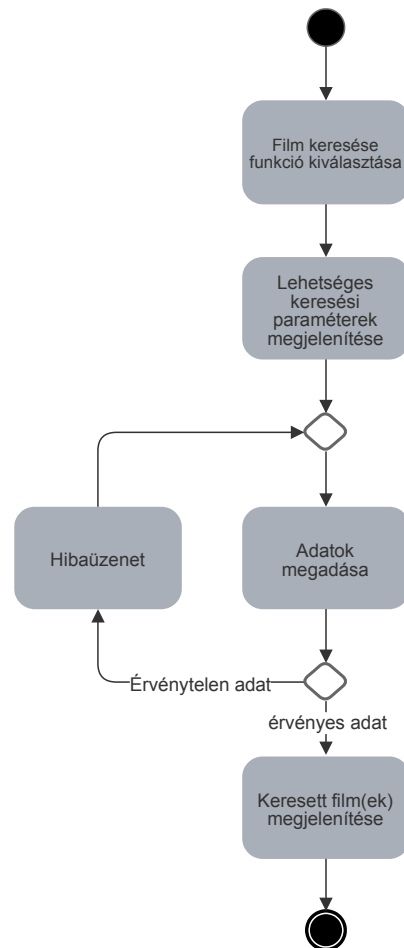 Film keresése
funkció kiválasztása
Lehetséges
keresési
paraméterek
megjelenítése
Hibaüzenet
Adatok
megadása
Érvénytelen adat
érvényes adat
Keresett film(ek)
megjelenítése